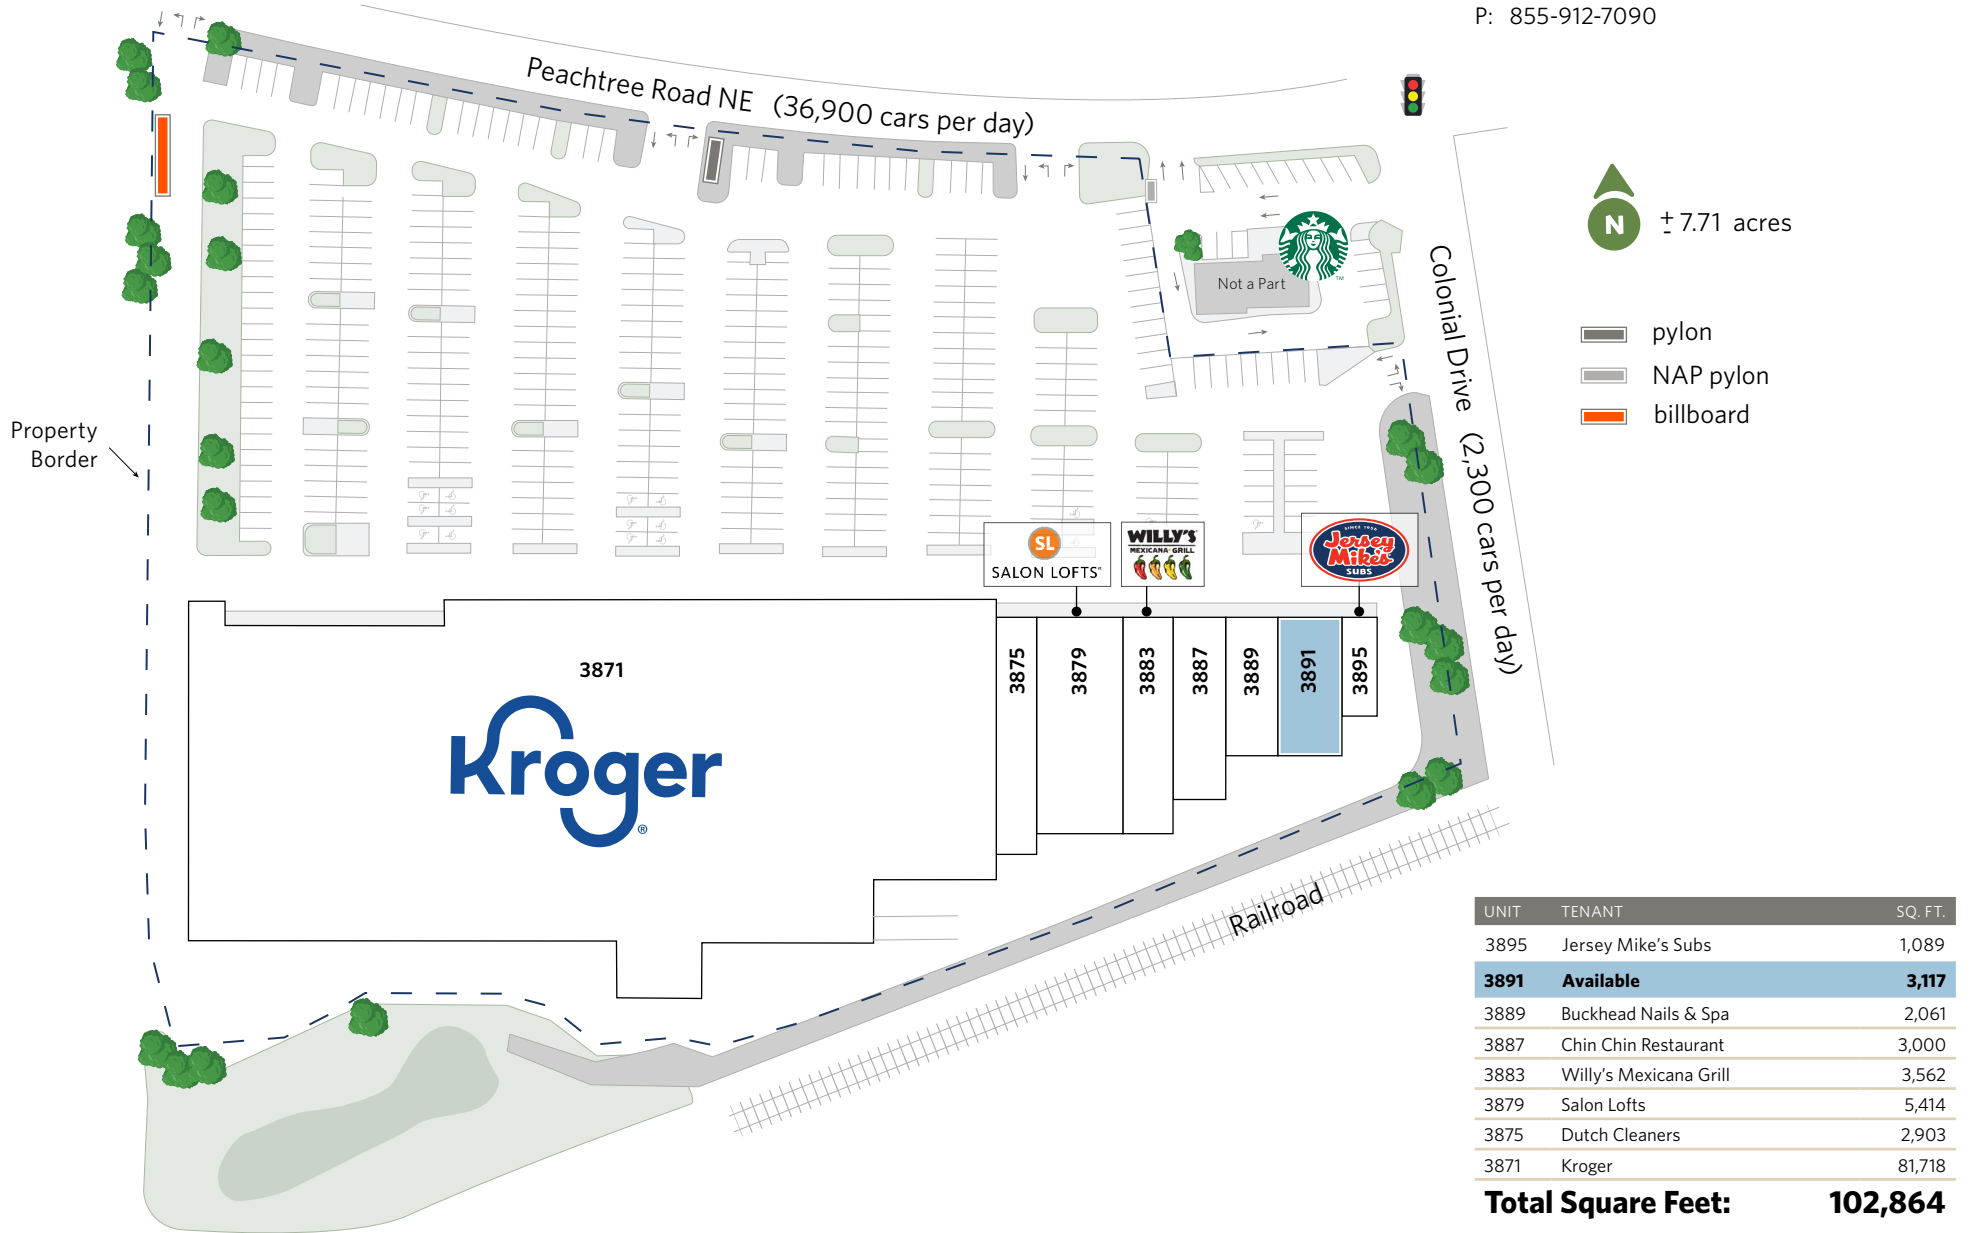 P: 855-912-7090
Peachtree Road NE (36,900 cars per day)
N
± 7.71 acres
Not a Part
TM
Colonial Drive (2,300 cars per day)
pylon
NAP pylon
billboard
Property
Border
SL
SALON LOFTS
WILLY'S
MEXICANA GRILL
SINCE 1956
Jersey
Mike's
SUBS
3871
3875
3879
3883
3887
3889
3891
3895
Kroger®
Railroad
UNIT TENANT SQ. FT.
3895 Jersey Mike's Subs 1,089
3891 Available 3,117
3889 Buckhead Nails & Spa 2,061
3887 Chin Chin Restaurant 3,000
3883 Willy's Mexicana Grill 3,562
3879 Salon Lofts 5,414
3875 Dutch Cleaners 2,903
3871 Kroger 81,718
Total Square Feet: 102,864